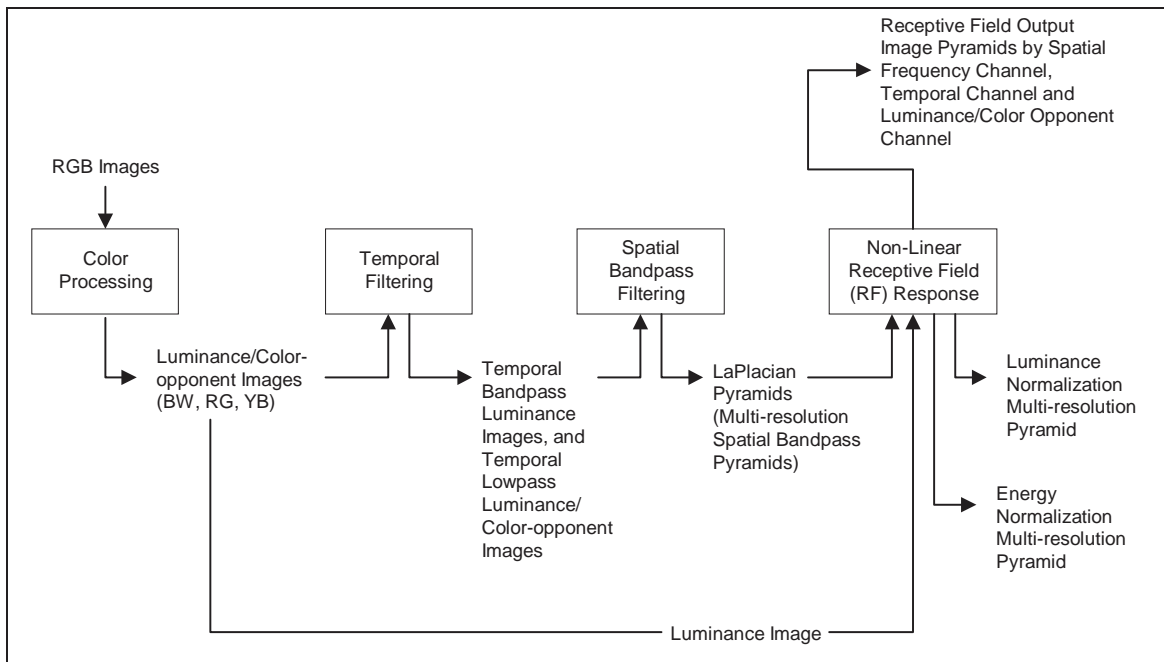 Receptive Field Output
Image Pyramids by Spatial
Frequency Channel,
Temporal Channel and
Luminance/Color Opponent
Channel
RGB Images
Color
Processing
Temporal
Filtering
Spatial
Bandpass
Filtering
Non-Linear
Receptive Field
(RF) Response
Luminance/Color-
opponent Images
(BW, RG, YB)
Temporal
Bandpass
Luminance
Images, and
Temporal
Lowpass
Luminance/
Color-opponent
Images
LaPlacian
Pyramids
(Multi-resolution
Spatial Bandpass
Pyramids)
Luminance
Normalization
Multi-resolution
Pyramid
Energy
Normalization
Multi-resolution
Pyramid
Luminance Image